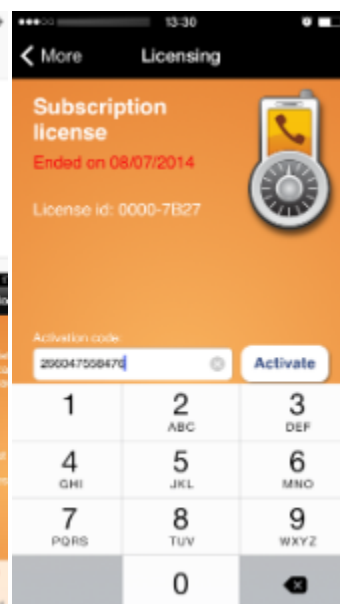 13:30
More
Licensing
Subscription
license
Ended on 08/07/2014
License id: 0000-7B27
Activation code:
Activate
1
2
3
ABC
DEF
4
5
6
GHI
JKL
MNO
7
8
9
PQRS
TUV
WXYZ
0